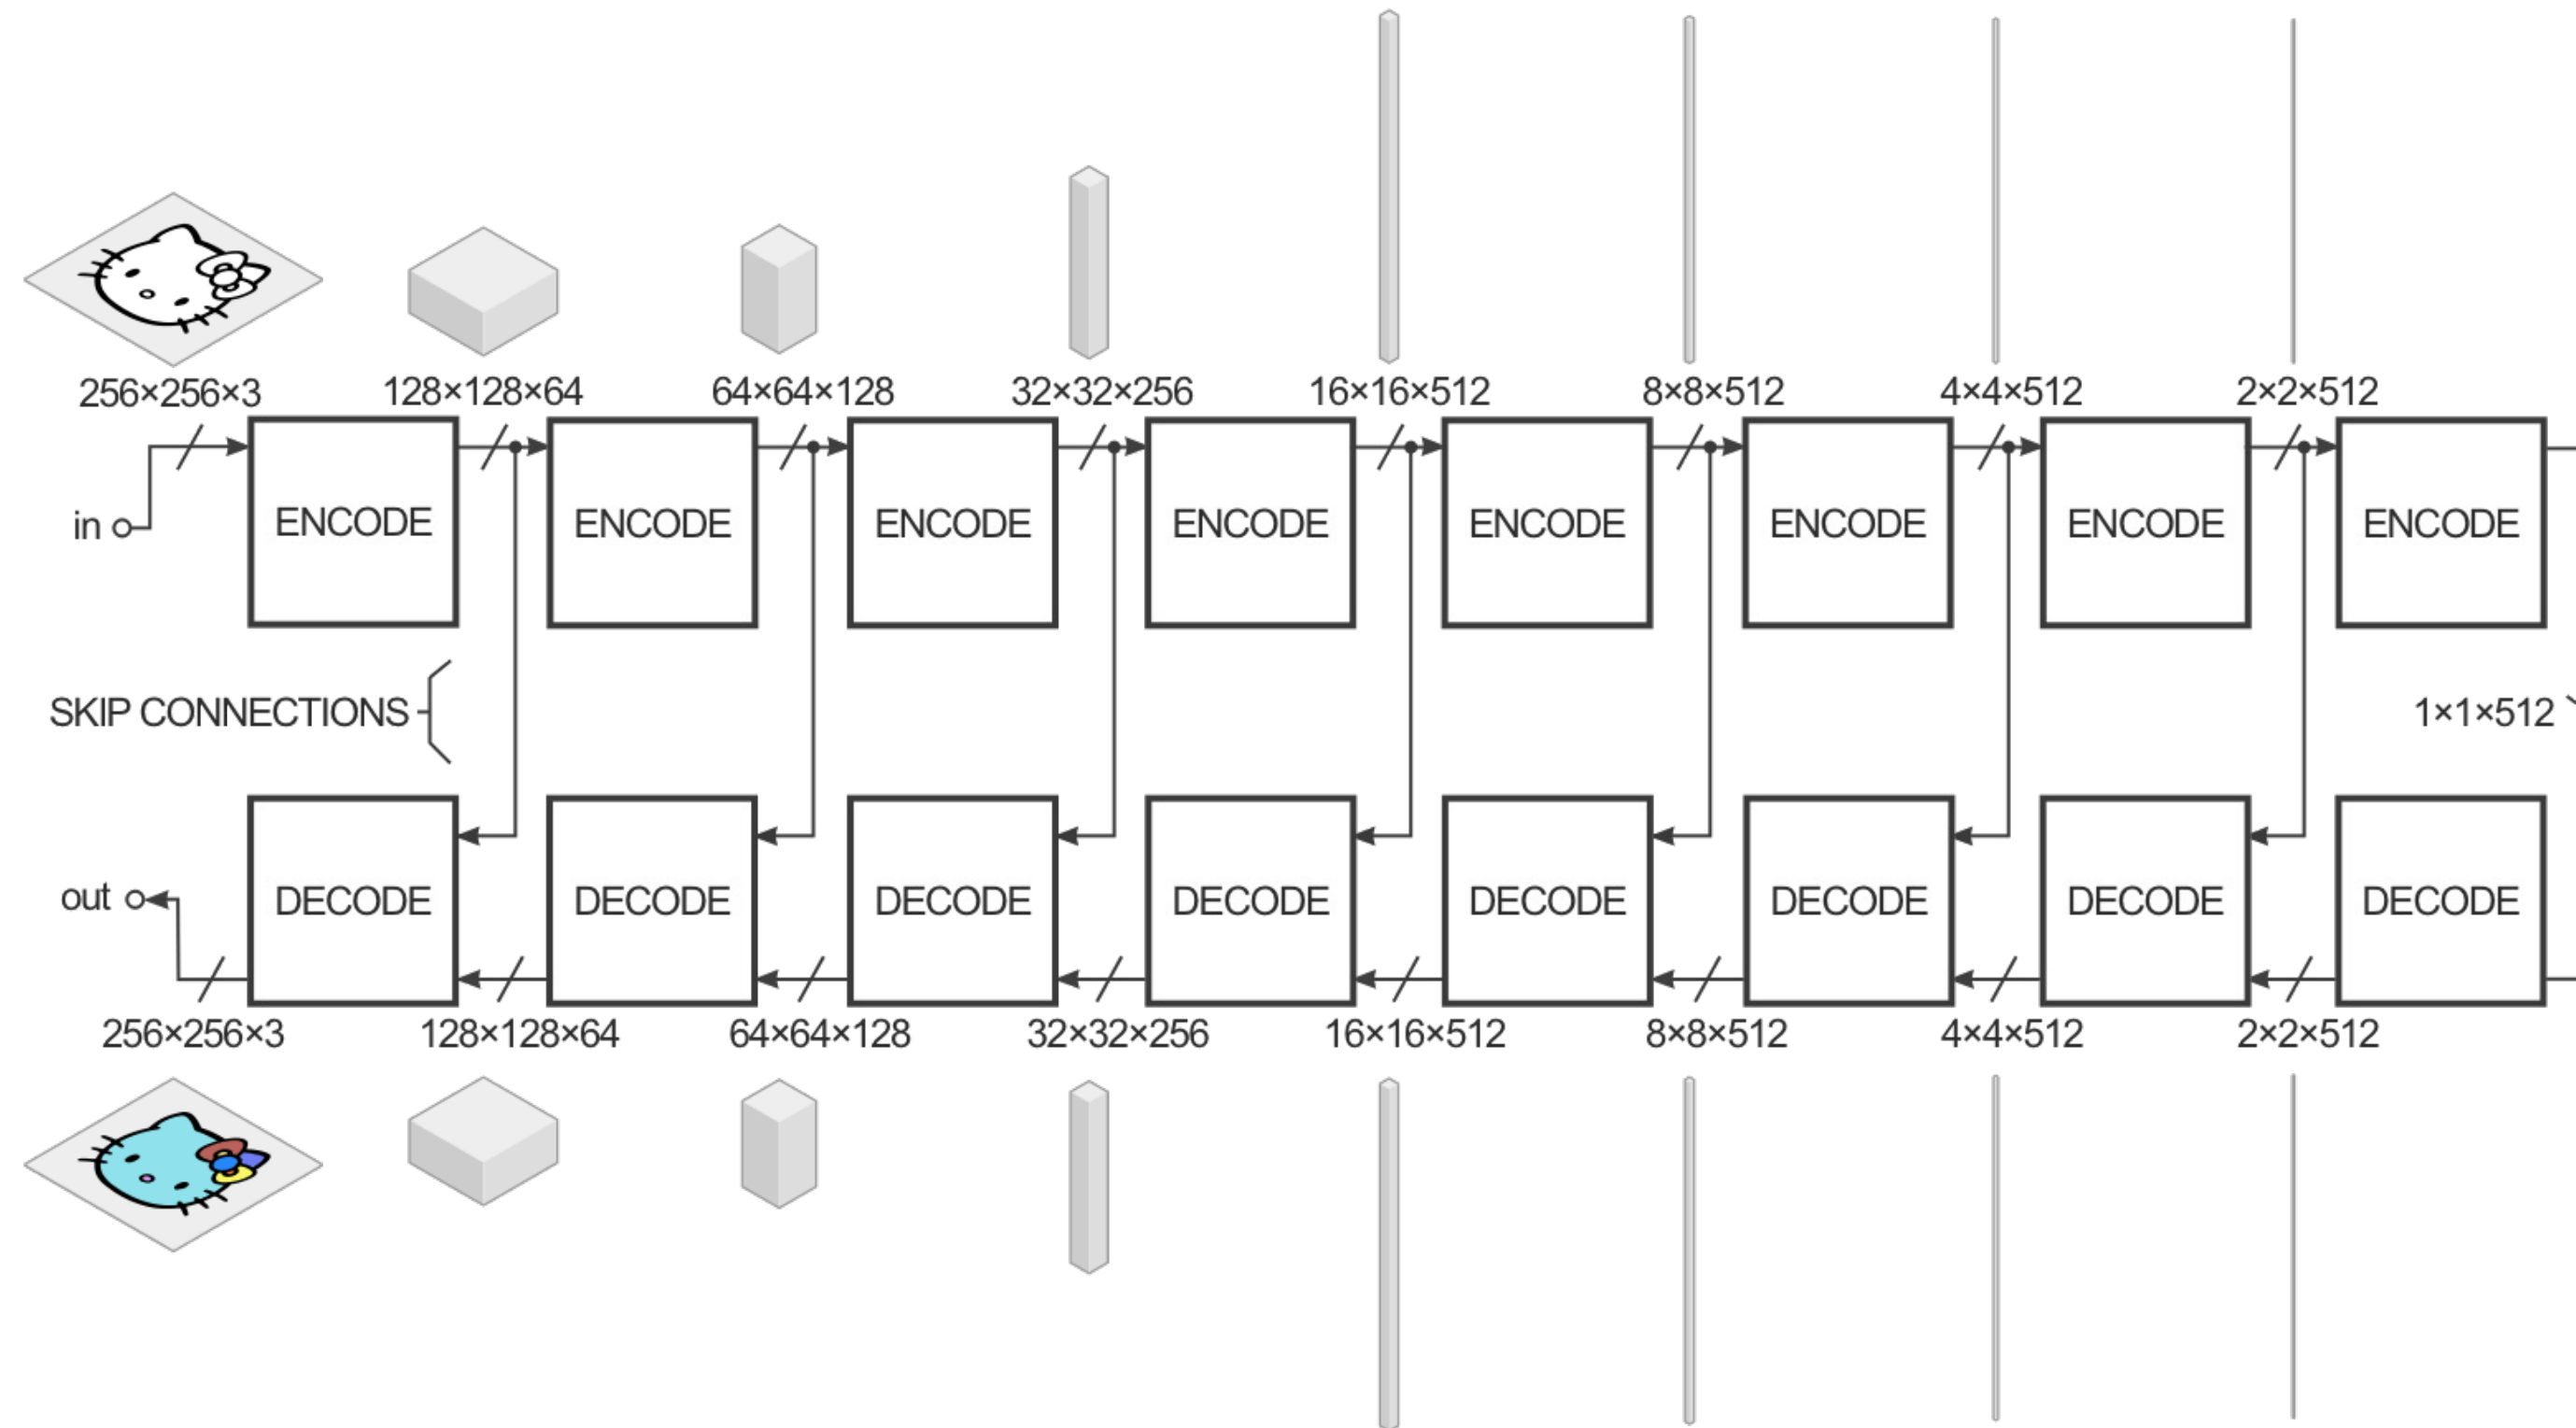 256×256×3
128×128×64
64×64×128
32×32×256
16×16×512
8×8×512
4×4×512
2×2×512
in
ENCODE
ENCODE
ENCODE
ENCODE
ENCODE
ENCODE
ENCODE
ENCODE
SKIP CONNECTIONS
1×1×512
out
DECODE
DECODE
DECODE
DECODE
DECODE
DECODE
DECODE
DECODE
256×256×3
128×128×64
64×64×128
32×32×256
16×16×512
8×8×512
4×4×512
2×2×512